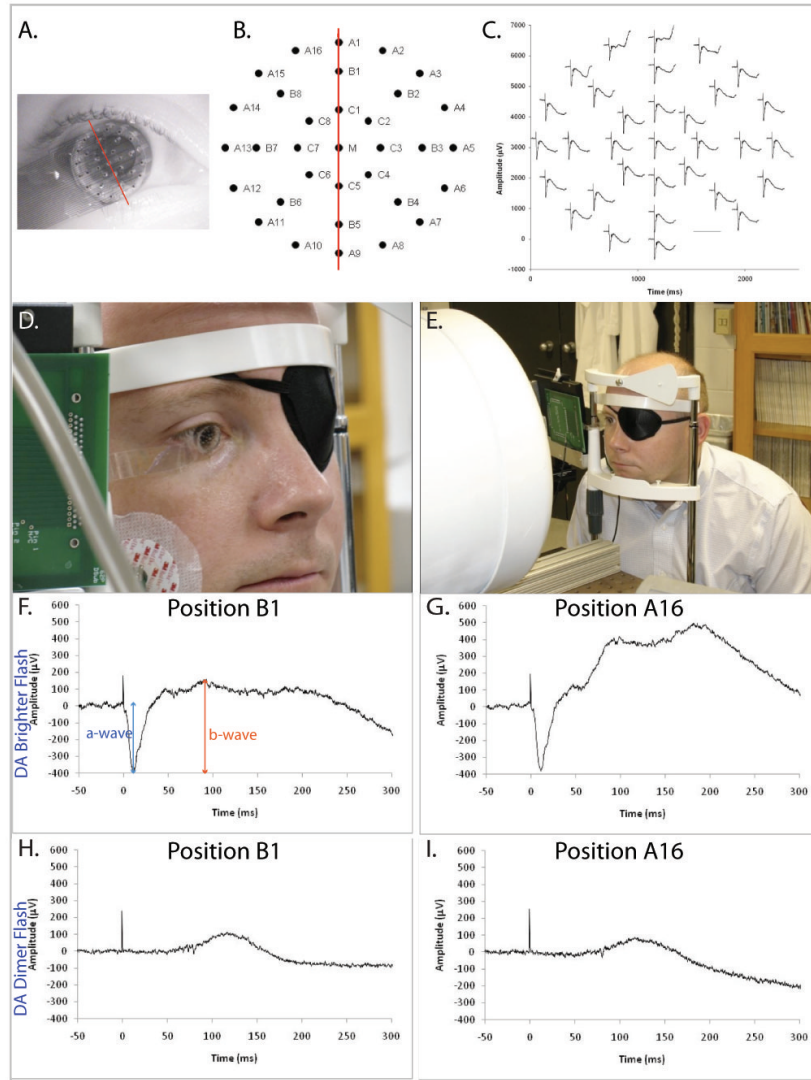 A.
B.
C.
A1
A16
A2
B1
A15
A3
B8
B2
A14
C1
A4
C8
C2
A13
B7
C7
M
C3
B3
A5
C6
C4
A12
C5
A6
B6
B4
A11
B5
A7
A10
A9
A8
7000
6000
5000
4000
3000
2000
1000
0
-1000
Amplitude (µV)
0
1000
2000
Time (ms)
D.
E.
F.
Position B1
DA Brighter Flash
Amplitude (µV)
600
500
400
300
200
100
0
-100
-200
-300
-400
a-wave
b-wave
-50
0
50
100
150
200
250
300
Time (ms)
G.
Position A16
Amplitude (µV)
600
500
400
300
200
100
0
-100
-200
-300
-400
-50
0
50
100
150
200
250
300
Time (ms)
H.
Position B1
DA Dimer Flash
Amplitude (µV)
600
500
400
300
200
100
0
-100
-200
-300
-400
-50
0
50
100
150
200
250
300
Time (ms)
I.
Position A16
Amplitude (µV)
600
500
400
300
200
100
0
-100
-200
-300
-400
-50
0
50
100
150
200
250
300
Time (ms)